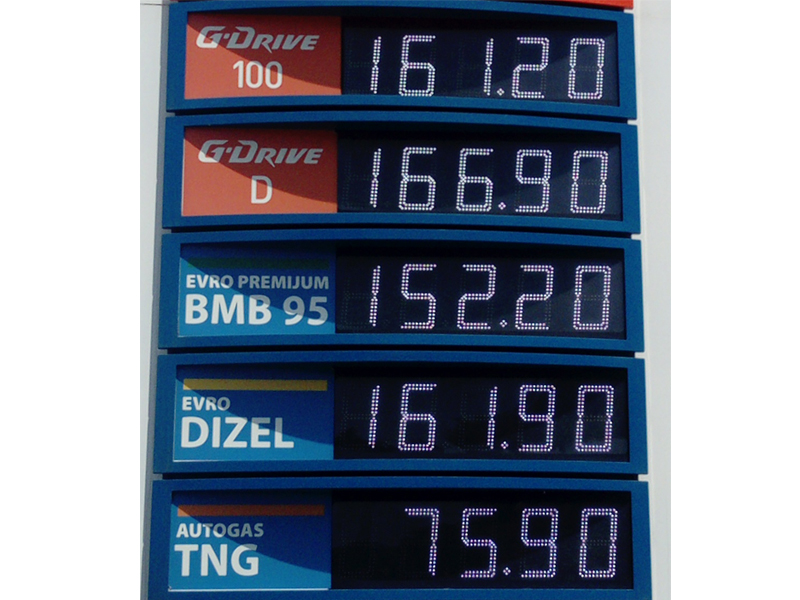 G-DRIVE
100
161.20
G-DRIVE
D
166.90
EVRO PREMIJUM
BMB 95
152.20
EVRO
DIZEL
161.90
AUTOGAS
TNG
75.90